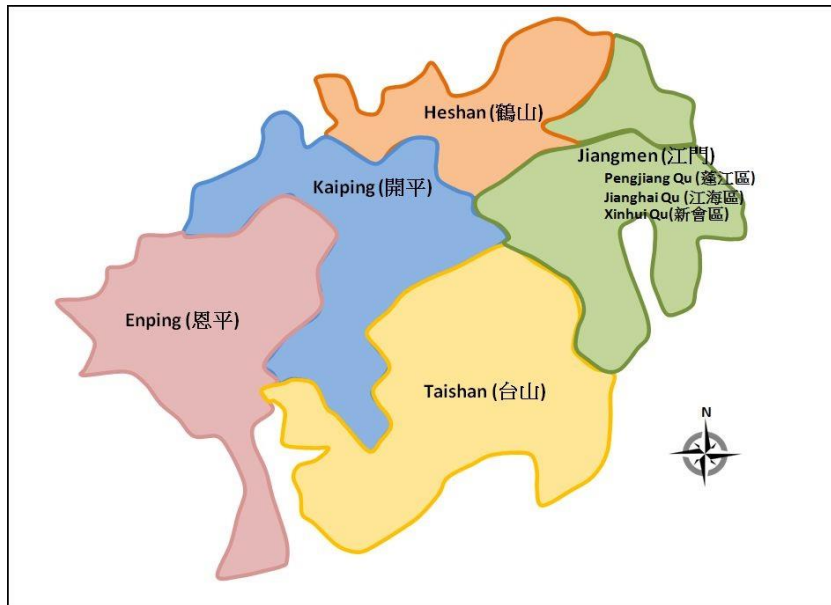 Heshan (鶴山)
Jiangmen (江門)
Pengjiang Qu (蓬江區)
Jianghai Qu (江海區)
Xinhui Qu(新會區)
Kaiping (開平)
Enping (恩平)
Taishan (台山)
N